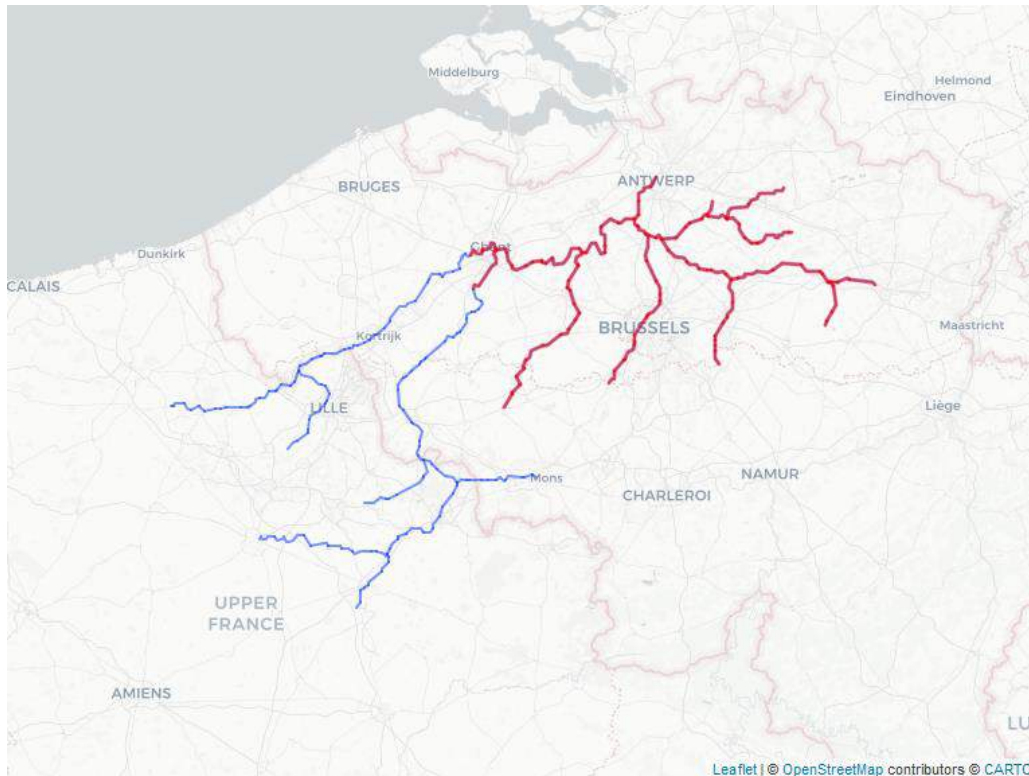 Middelburg
Helmond
Eindhoven
ANTWERP
BRUGES
Ghent
Dunkirk
CALAIS
BRUSSELS
Maastricht
Kortrijk
LILLE
Liège
Mons
NAMUR
CHARLEROI
UPPER
FRANCE
AMIENS
LU
Leaflet | © OpenStreetMap contributors © CARTO